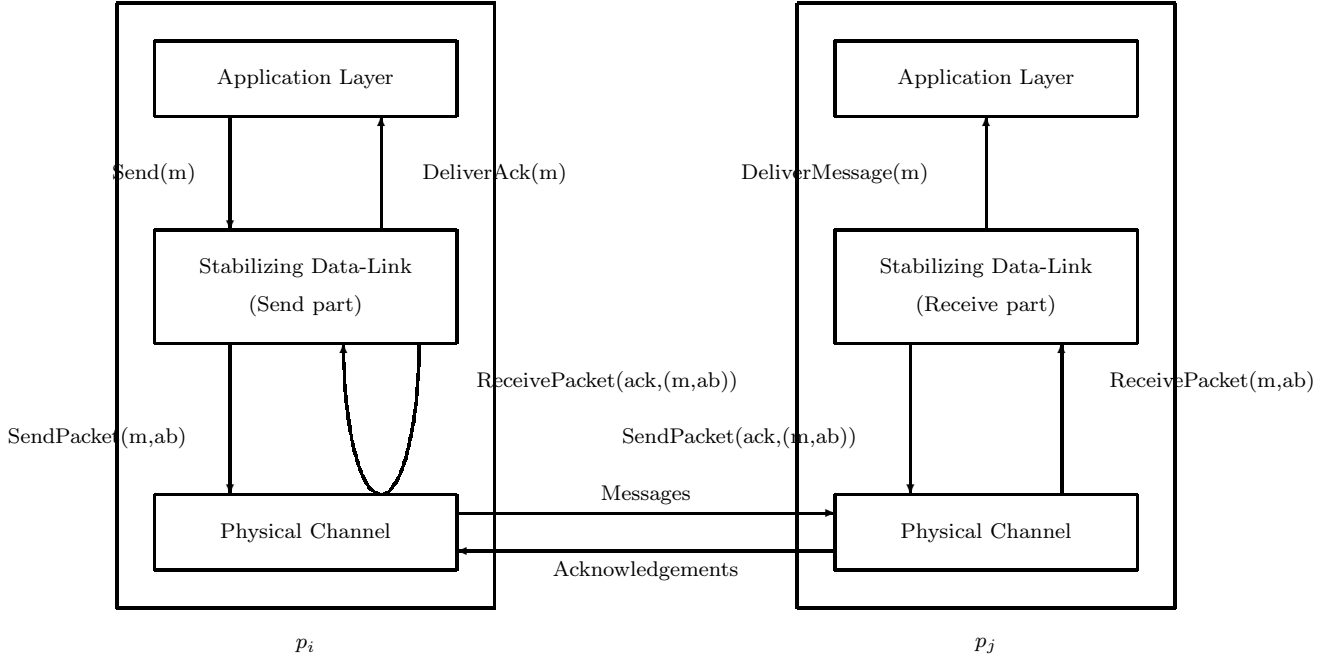 Application Layer
Application Layer
Send(m)
DeliverAck(m)
DeliverMessage(m)
Stabilizing Data-Link
(Send part)
Stabilizing Data-Link
(Receive part)
ReceivePacket(ack,(m,ab))
ReceivePacket(m,ab)
SendPacket(m,ab)
SendPacket(ack,(m,ab))
Messages
Physical Channel
Physical Channel
Acknowledgements
p_i
p_j